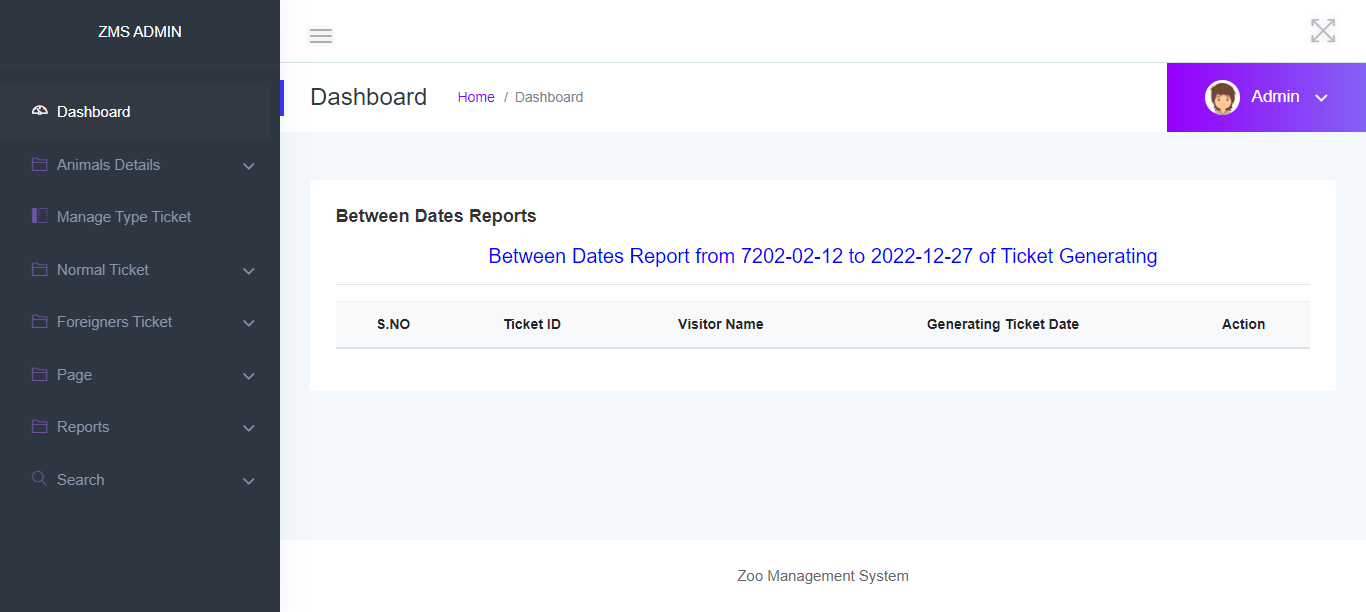 ZMS ADMIN
Dashboard
Animals Details
Manage Type Ticket
Normal Ticket
Foreigners Ticket
Page
Reports
Search
Dashboard Home / Dashboard
Admin
Between Dates Reports
Between Dates Report from 7202-02-12 to 2022-12-27 of Ticket Generating
S.NO Ticket ID Visitor Name Generating Ticket Date Action
Zoo Management System